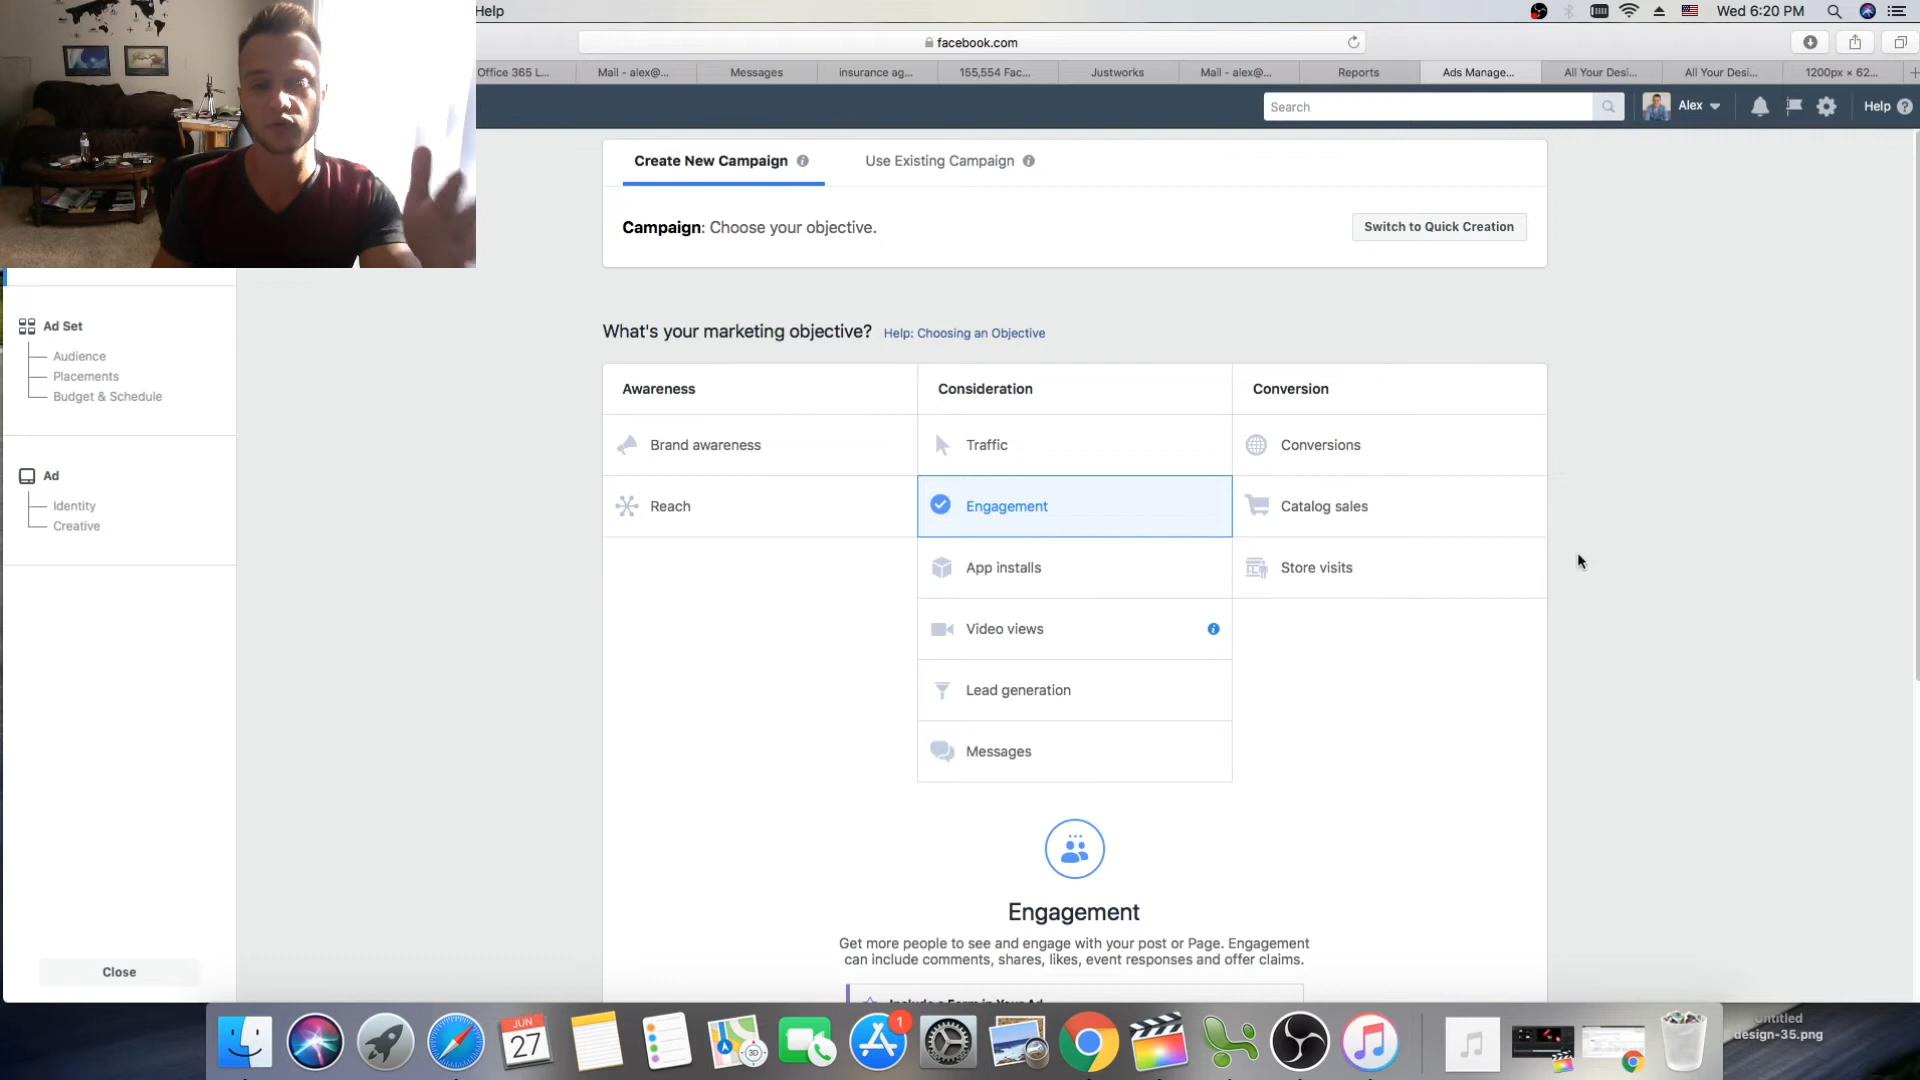 Help
Wed 6:20 PM
facebook.com
Office 365 L...
Mail - alex@...
Messages
insurance ag...
155,554 Fac...
Justworks
Mail - alex@...
Reports
Ads Manage...
All Your Desi...
All Your Desi...
1200px × 62...
Search
Alex
Help
Create New Campaign
Use Existing Campaign
Campaign: Choose your objective.
Switch to Quick Creation
Ad Set
Audience
Placements
Budget & Schedule
Ad
Identity
Creative
Close
What's your marketing objective? Help: Choosing an Objective
Awareness
Consideration
Conversion
Brand awareness
Traffic
Conversions
Reach
Engagement
Catalog sales
App installs
Store visits
Video views
Lead generation
Messages
Engagement
Get more people to see and engage with your post or Page. Engagement
can include comments, shares, likes, event responses and offer claims.
Include a Form in Your Ad
JUN
27
3D
1
Untitled
design-35.png